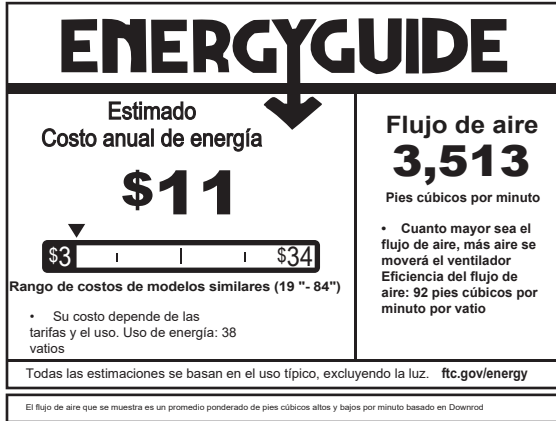 ENERGYGUIDE
Estimado
Costo anual de energía
$11
$3
$34
Rango de costos de modelos similares (19 "- 84")
• Su costo depende de las
tarifas y el uso. Uso de energía: 38
vatios
Flujo de aire
3,513
Pies cúbicos por minuto
• Cuanto mayor sea el
flujo de aire, más aire se
moverá el ventilador
Eficiencia del flujo de
aire: 92 pies cúbicos por
minuto por vatio
Todas las estimaciones se basan en el uso típico, excluyendo la luz. ftc.gov/energy
El flujo de aire que se muestra es un promedio ponderado de pies cúbicos altos y bajos por minuto basado en Downrod